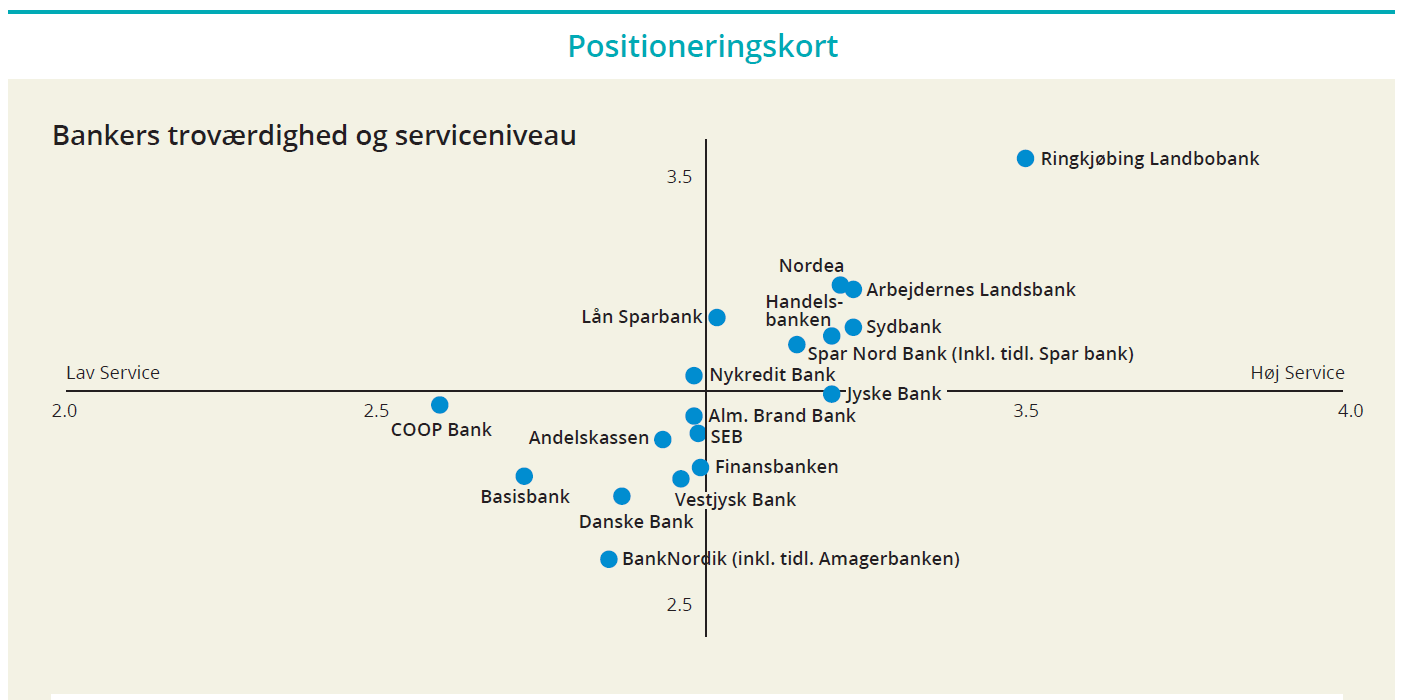 Positioneringskort
Bankers troværdighed og serviceniveau
Ringkjøbing Landbobank
3.5
Nordea
Arbejdernes Landsbank
Handels-
banken
Lån Sparbank
Sydbank
Spar Nord Bank (Inkl. tidl. Spar bank)
Lav Service
Nykredit Bank
Høj Service
Jyske Bank
2.0
2.5
3.5
4.0
Alm. Brand Bank
COOP Bank
Andelskassen
SEB
Finansbanken
Basisbank
Vestjysk Bank
Danske Bank
BankNordik (inkl. tidl. Amagerbanken)
2.5